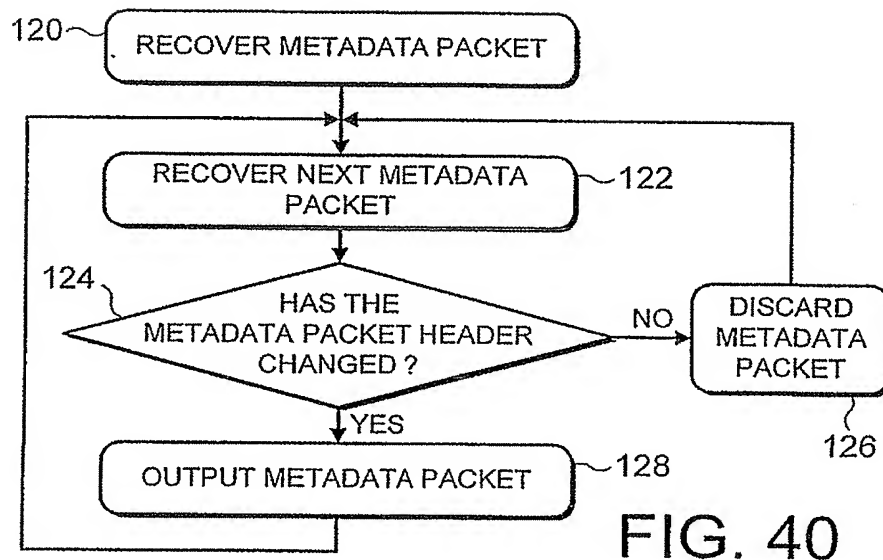 120
RECOVER METADATA PACKET
RECOVER NEXT METADATA
PACKET
122
124
HAS THE
METADATA PACKET HEADER
CHANGED ?
NO
DISCARD
METADATA
PACKET
126
YES
OUTPUT METADATA PACKET
128
FIG. 40